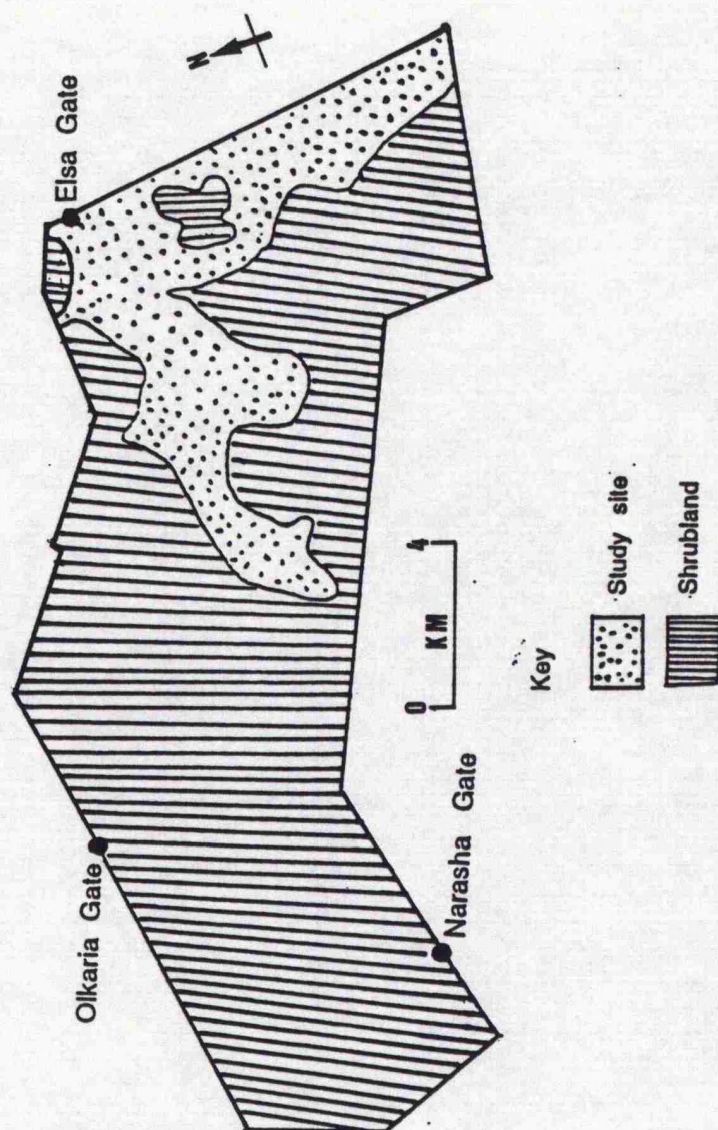 N
Elsa Gate
Olkaria Gate
Narasha Gate
0 4
KM
Key
Study site
Shrubland